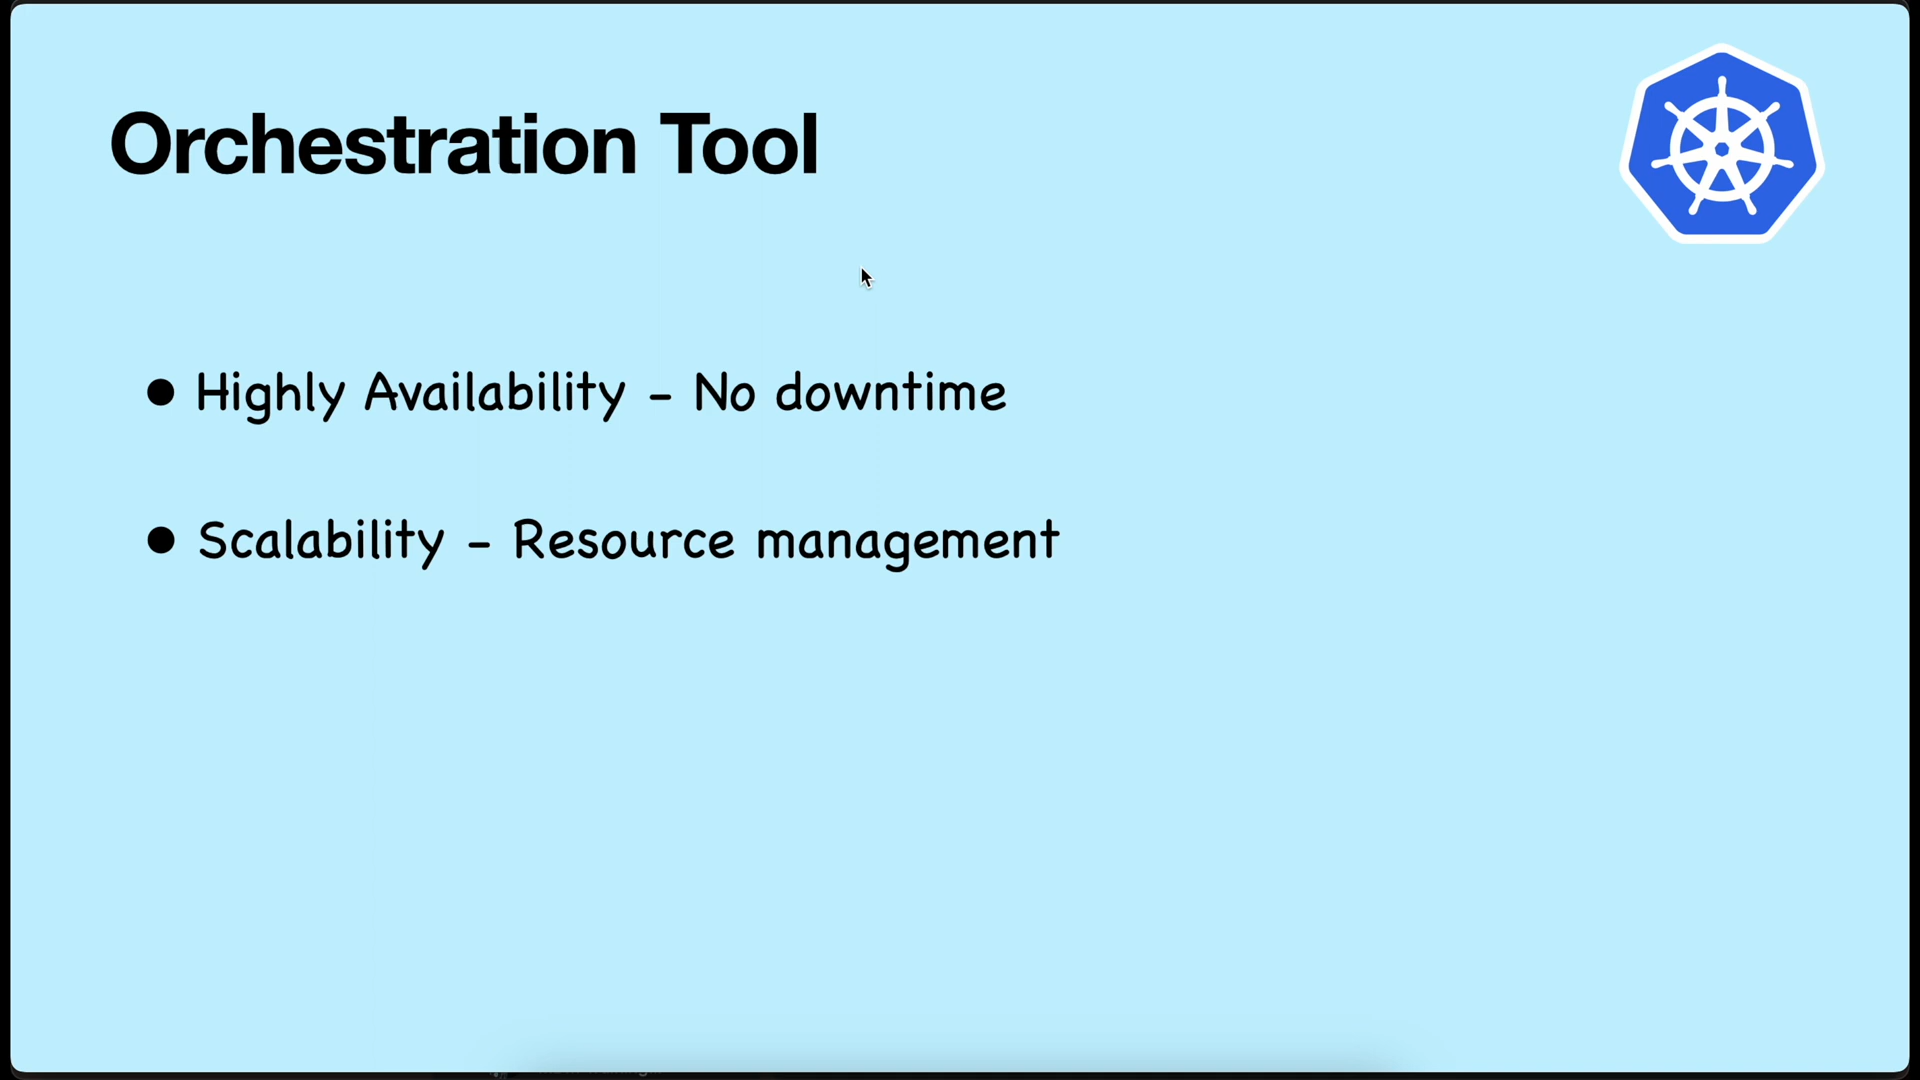 Orchestration Tool
● Highly Availability - No downtime
● Scalability - Resource management